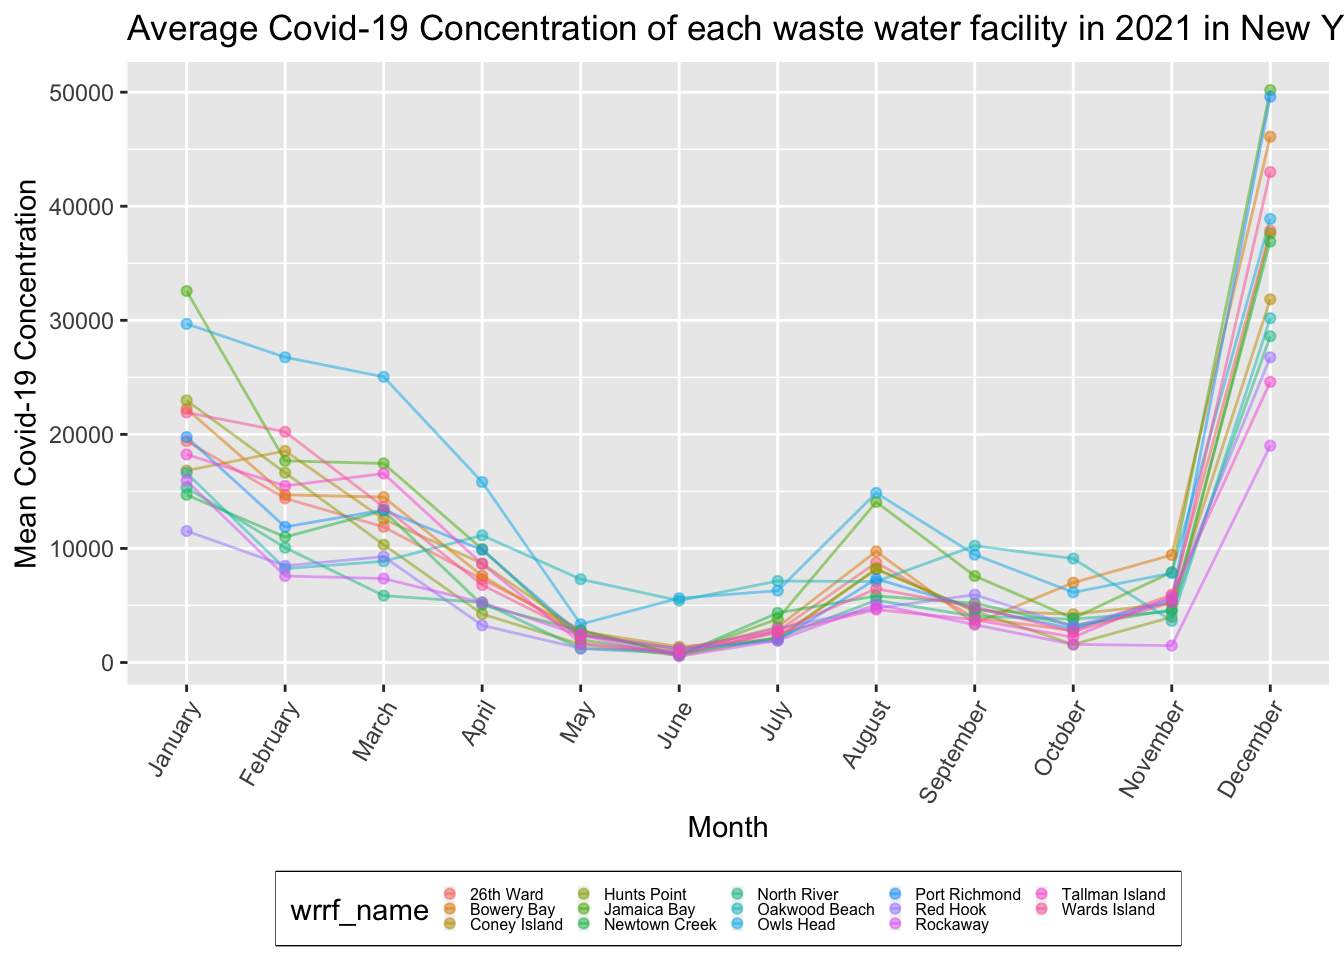 Average Covid-19 Concentration of each waste water facility in 2021 in New Y
50000
40000
30000
20000
10000
0
Mean Covid-19 Concentration
January
February
March
April
May
June
July
August
September
October
November
December
Month
wrrf_name
26th Ward
Bowery Bay
Coney Island
Hunts Point
Jamaica Bay
Newtown Creek
North River
Oakwood Beach
Owls Head
Port Richmond
Red Hook
Rockaway
Tallman Island
Wards Island